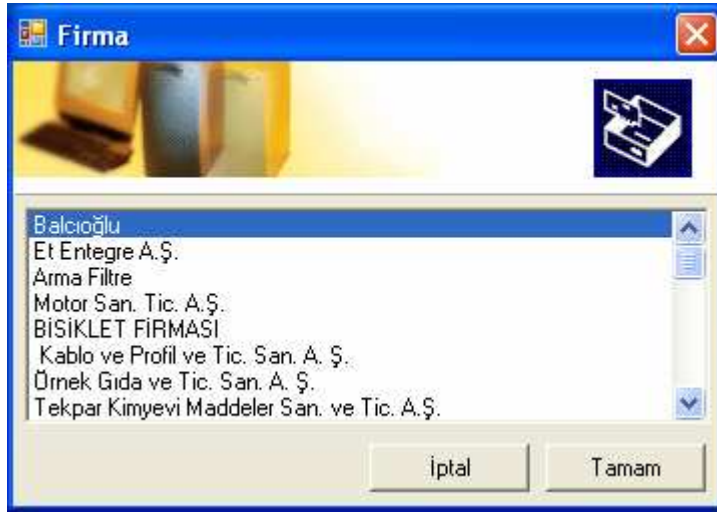 Firma
Balcıoğlu
Et Entegre A.Ş.
Arma Filtre
Motor San. Tic. A.Ş.
BİSİKLET FİRMASI
Kablo ve Profil ve Tic. San. A. Ş.
Örnek Gıda ve Tic. San. A. Ş.
Tekpar Kimyevi Maddeler San. ve Tic. A.Ş.
İptal
Tamam